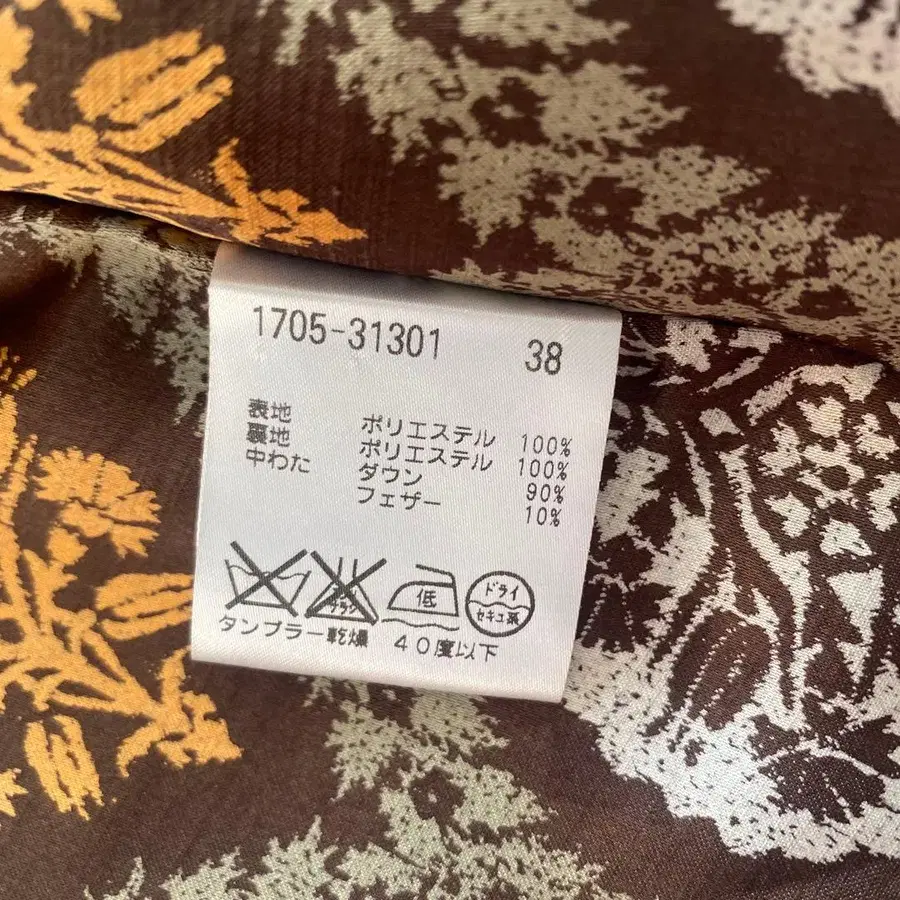 1705-31301 38
表地 ポリエステル 100%
裏地 ポリエステル 100%
中わた ダウン 90%
フェザー 10%
低
ドライ
セキュ系
タンブラー乾燥 40度以下